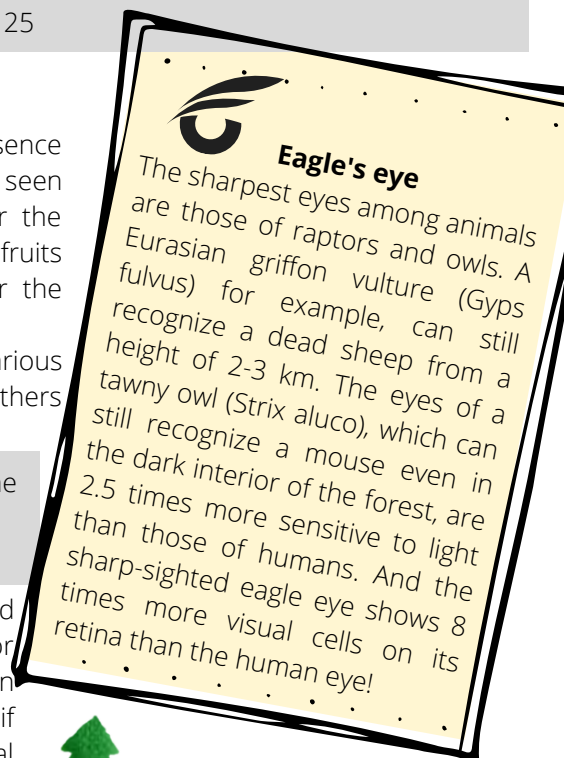 25
sence
seen
r the
fruits
r the
arious
thers
ne
d
or
n
if
al
Eagle's eye
The sharpest eyes among animals
are those of raptors and owls. A
Eurasian griffon vulture (Gyps
fulvus) for example, can still
recognize a dead sheep from a
height of 2-3 km. The eyes of a
tawny owl (Strix aluco), which can
still recognize a mouse even in
the dark interior of the forest, are
2.5 times more sensitive to light
than those of humans. And the
sharp-sighted eagle eye shows 8
times more visual cells on its
retina than the human eye!